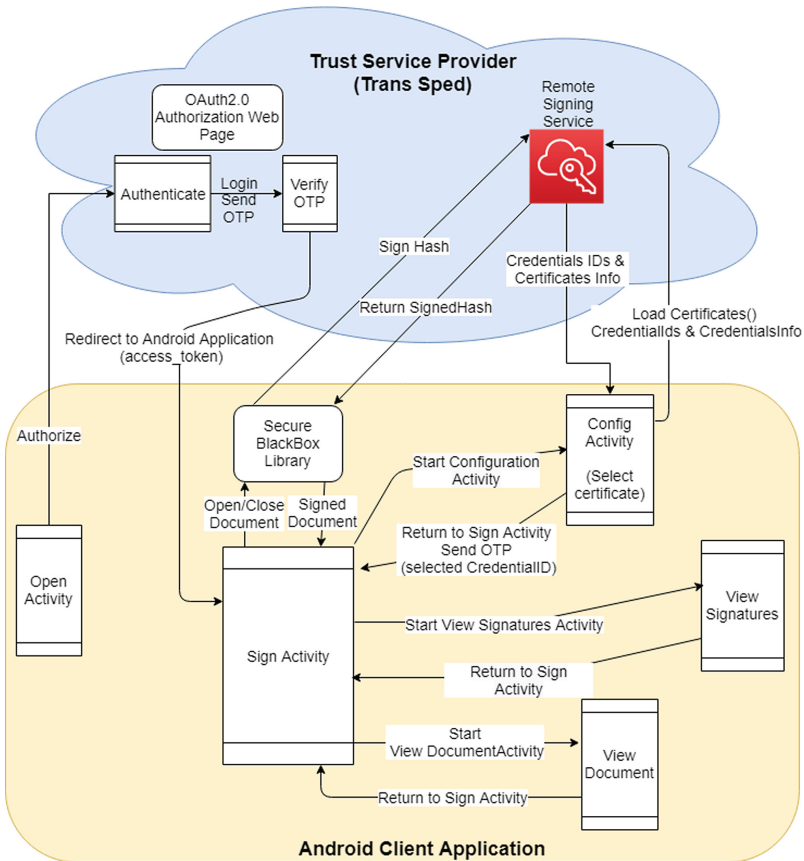 Trust Service Provider
(Trans Sped)
Remote
Signing
Service
OAuth2.0
Authorization Web
Page
Authenticate
Login
Send
OTP
Verify
OTP
Sign Hash
Credentials IDs &
Certificates Info
Return SignedHash
Load Certificates()
CredentialIds & CredentialsInfo
Redirect to Android Application
(access_token)
Authorize
Secure
BlackBox
Library
Config
Activity
(Select
certificate)
Start Configuration
Activity
Open/Close
Document
Signed
Document
Return to Sign Activity
Send OTP
(selected CredentialID)
Open
Activity
View
Signatures
Start View Signatures Activity
Sign Activity
Return to Sign
Activity
Start
View DocumentActivity
View
Document
Return to Sign Activity
Android Client Application